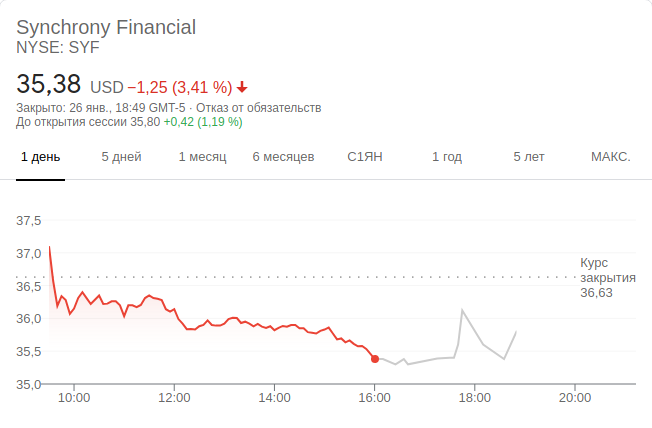 Synchrony Financial
NYSE: SYF
35,38 USD −1,25 (3,41 %)
Закрыто: 26 янв., 18:49 GMT-5 · Отказ от обязательств
До открытия сессии 35,80 +0,42 (1,19 %)
1 день 5 дней 1 месяц 6 месяцев С1ЯН 1 год 5 лет МАКС.
37,5
37,0
36,5
36,0
35,5
35,0
Курс
закрытия
36,63
10:00 12:00 14:00 16:00 18:00 20:00